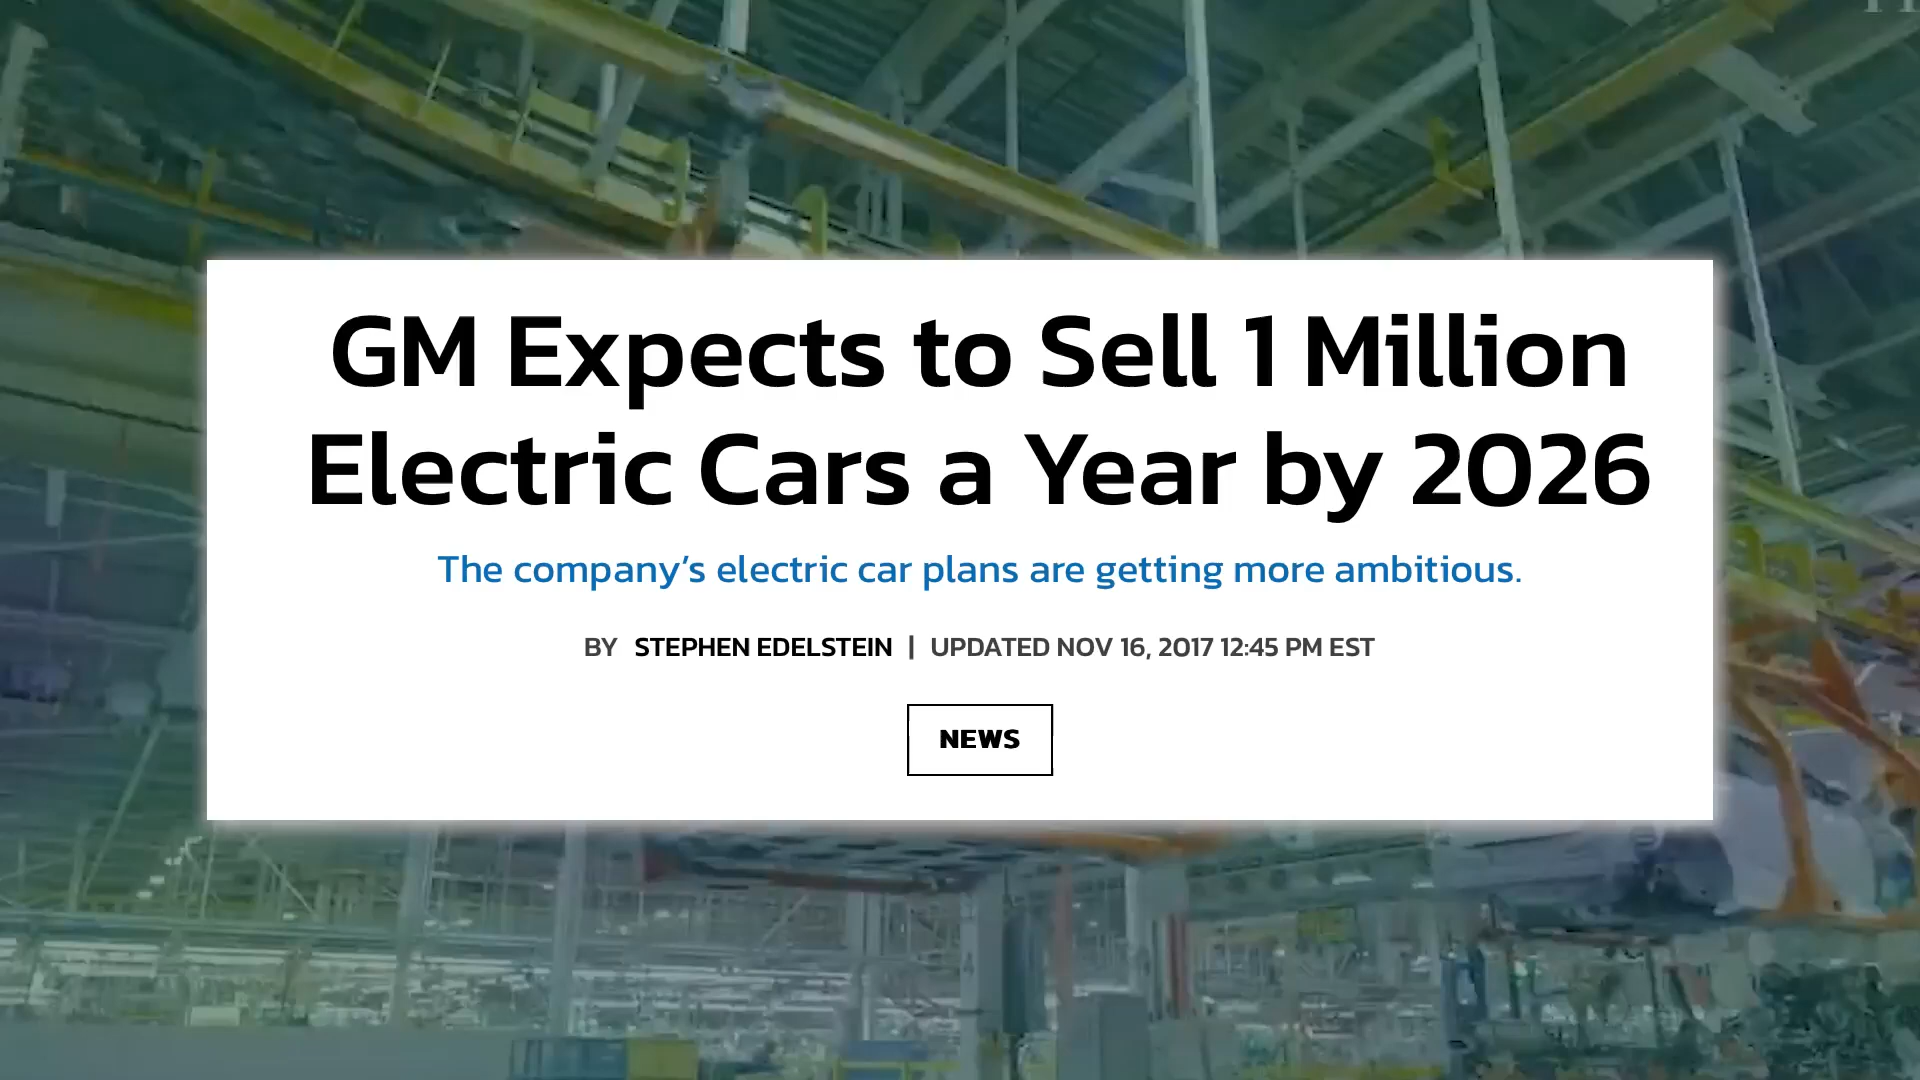 GM Expects to Sell 1 Million
Electric Cars a Year by 2026
The company’s electric car plans are getting more ambitious.
BY STEPHEN EDELSTEIN | UPDATED NOV 16, 2017 12:45 PM EST
NEWS